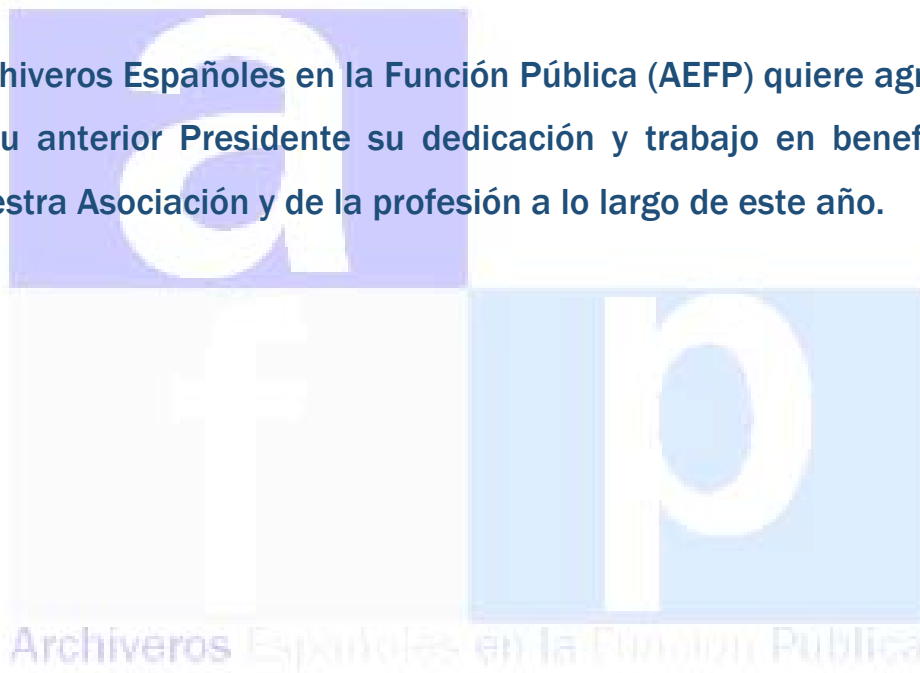 hiveros Españoles en la Función Pública (AEFP) quiere agr
u anterior Presidente su dedicación y trabajo en benef
estra Asociación y de la profesión a lo largo de este año.
a
f p
Archiveros Españoles en la Función Pública